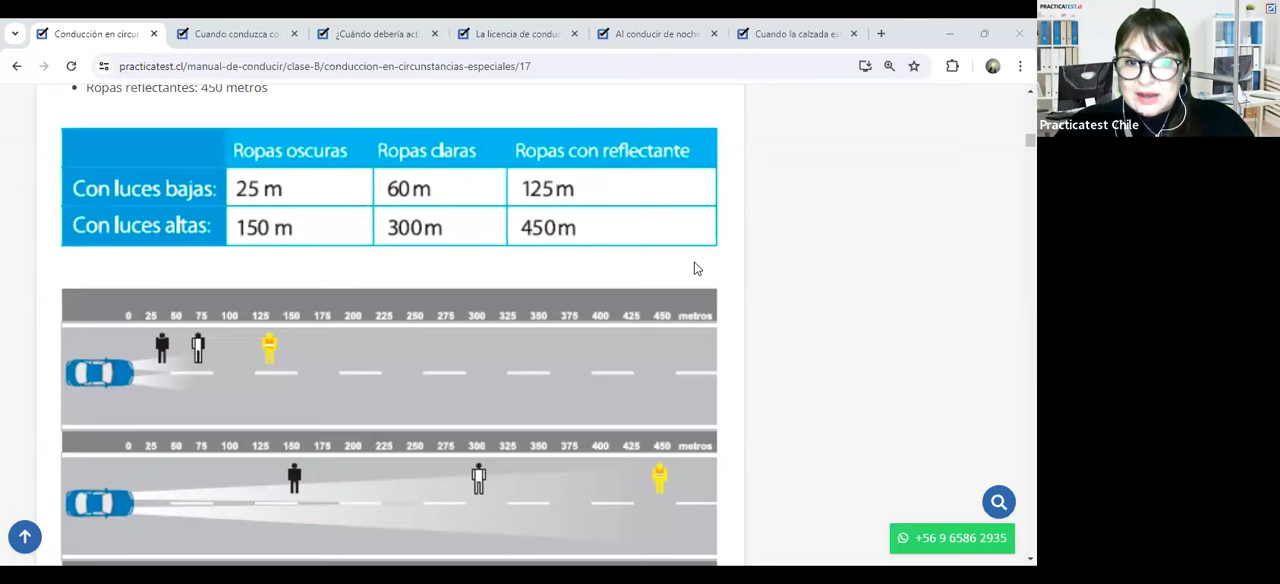 Conducción en circur
Cuando conduzca co
¿Cuándo debería act
La licencia de conduc
Al conducir de noche
Cuando la calzada es
practicatest.cl/manual-de-conducir/clase-B/conduccion-en-circunstancias-especiales/17
PRACTICATEST.cl
Practicatest Chile
• Ropas reflectantes: 450 metros
Ropas oscuras Ropas claras Ropas con reflectante
Con luces bajas: 25 m 60 m 125 m
Con luces altas: 150 m 300 m 450 m
0 25 50 75 100 125 150 175 200 225 250 275 300 325 350 375 400 425 450 metros
0 25 50 75 100 125 150 175 200 225 250 275 300 325 350 375 400 425 450 metros
+56 9 6586 2935